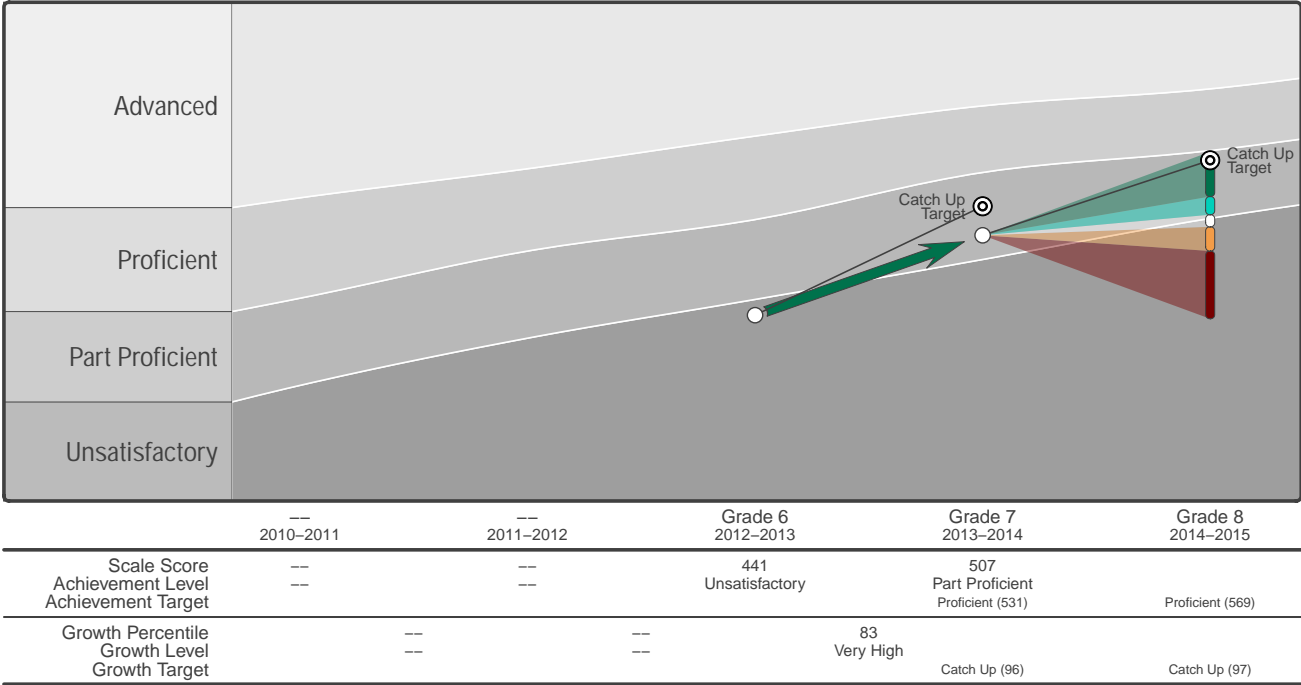 Advanced
Proficient
Part Proficient
Unsatisfactory
Catch Up
Target
Catch Up
Target
–– –– Grade 6 Grade 7 Grade 8
2010–2011 2011–2012 2012–2013 2013–2014 2014–2015
Scale Score –– –– 441 507
Achievement Level –– –– Unsatisfactory Part Proficient
Achievement Target Proficient (531) Proficient (569)
Growth Percentile –– –– 83
Growth Level –– –– Very High
Growth Target Catch Up (96) Catch Up (97)